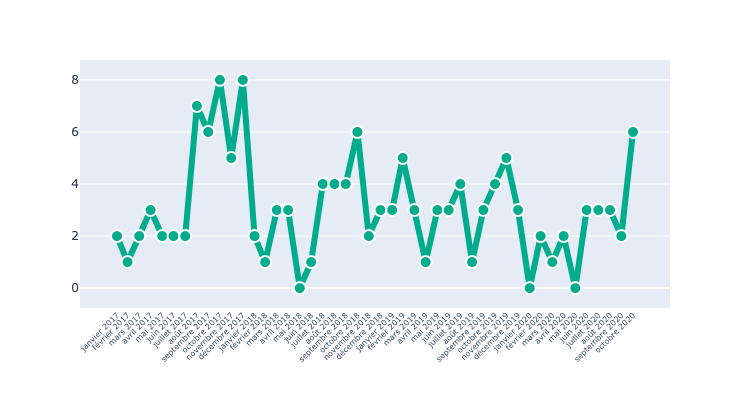 8
6
4
2
0
janvier 2017
février 2017
mars 2017
avril 2017
mai 2017
juin 2017
juillet 2017
août 2017
septembre 2017
octobre 2017
novembre 2017
décembre 2017
janvier 2018
février 2018
mars 2018
avril 2018
mai 2018
juin 2018
juillet 2018
août 2018
septembre 2018
octobre 2018
novembre 2018
décembre 2018
janvier 2019
février 2019
mars 2019
avril 2019
mai 2019
juin 2019
juillet 2019
août 2019
septembre 2019
octobre 2019
novembre 2019
décembre 2019
janvier 2020
février 2020
mars 2020
avril 2020
mai 2020
juin 2020
juillet 2020
août 2020
septembre 2020
octobre 2020